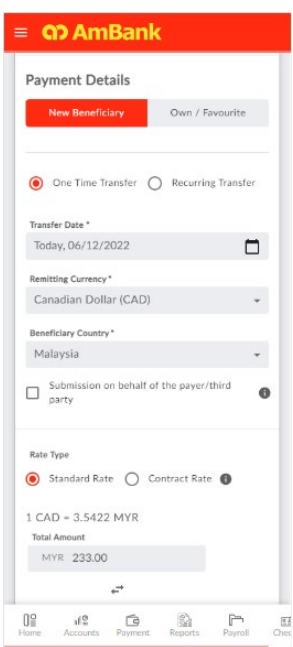 AmBank
Payment Details
New Beneficiary Own / Favourite
One Time Transfer Recurring Transfer
Transfer Date *
Today, 06/12/2022
Remitting Currency *
Canadian Dollar (CAD)
Beneficiary Country *
Malaysia
Submission on behalf of the payer/third
party
Rate Type
Standard Rate Contract Rate
1 CAD = 3.5422 MYR
Total Amount
MYR 233.00
Home Accounts Payment Reports Payroll Chec